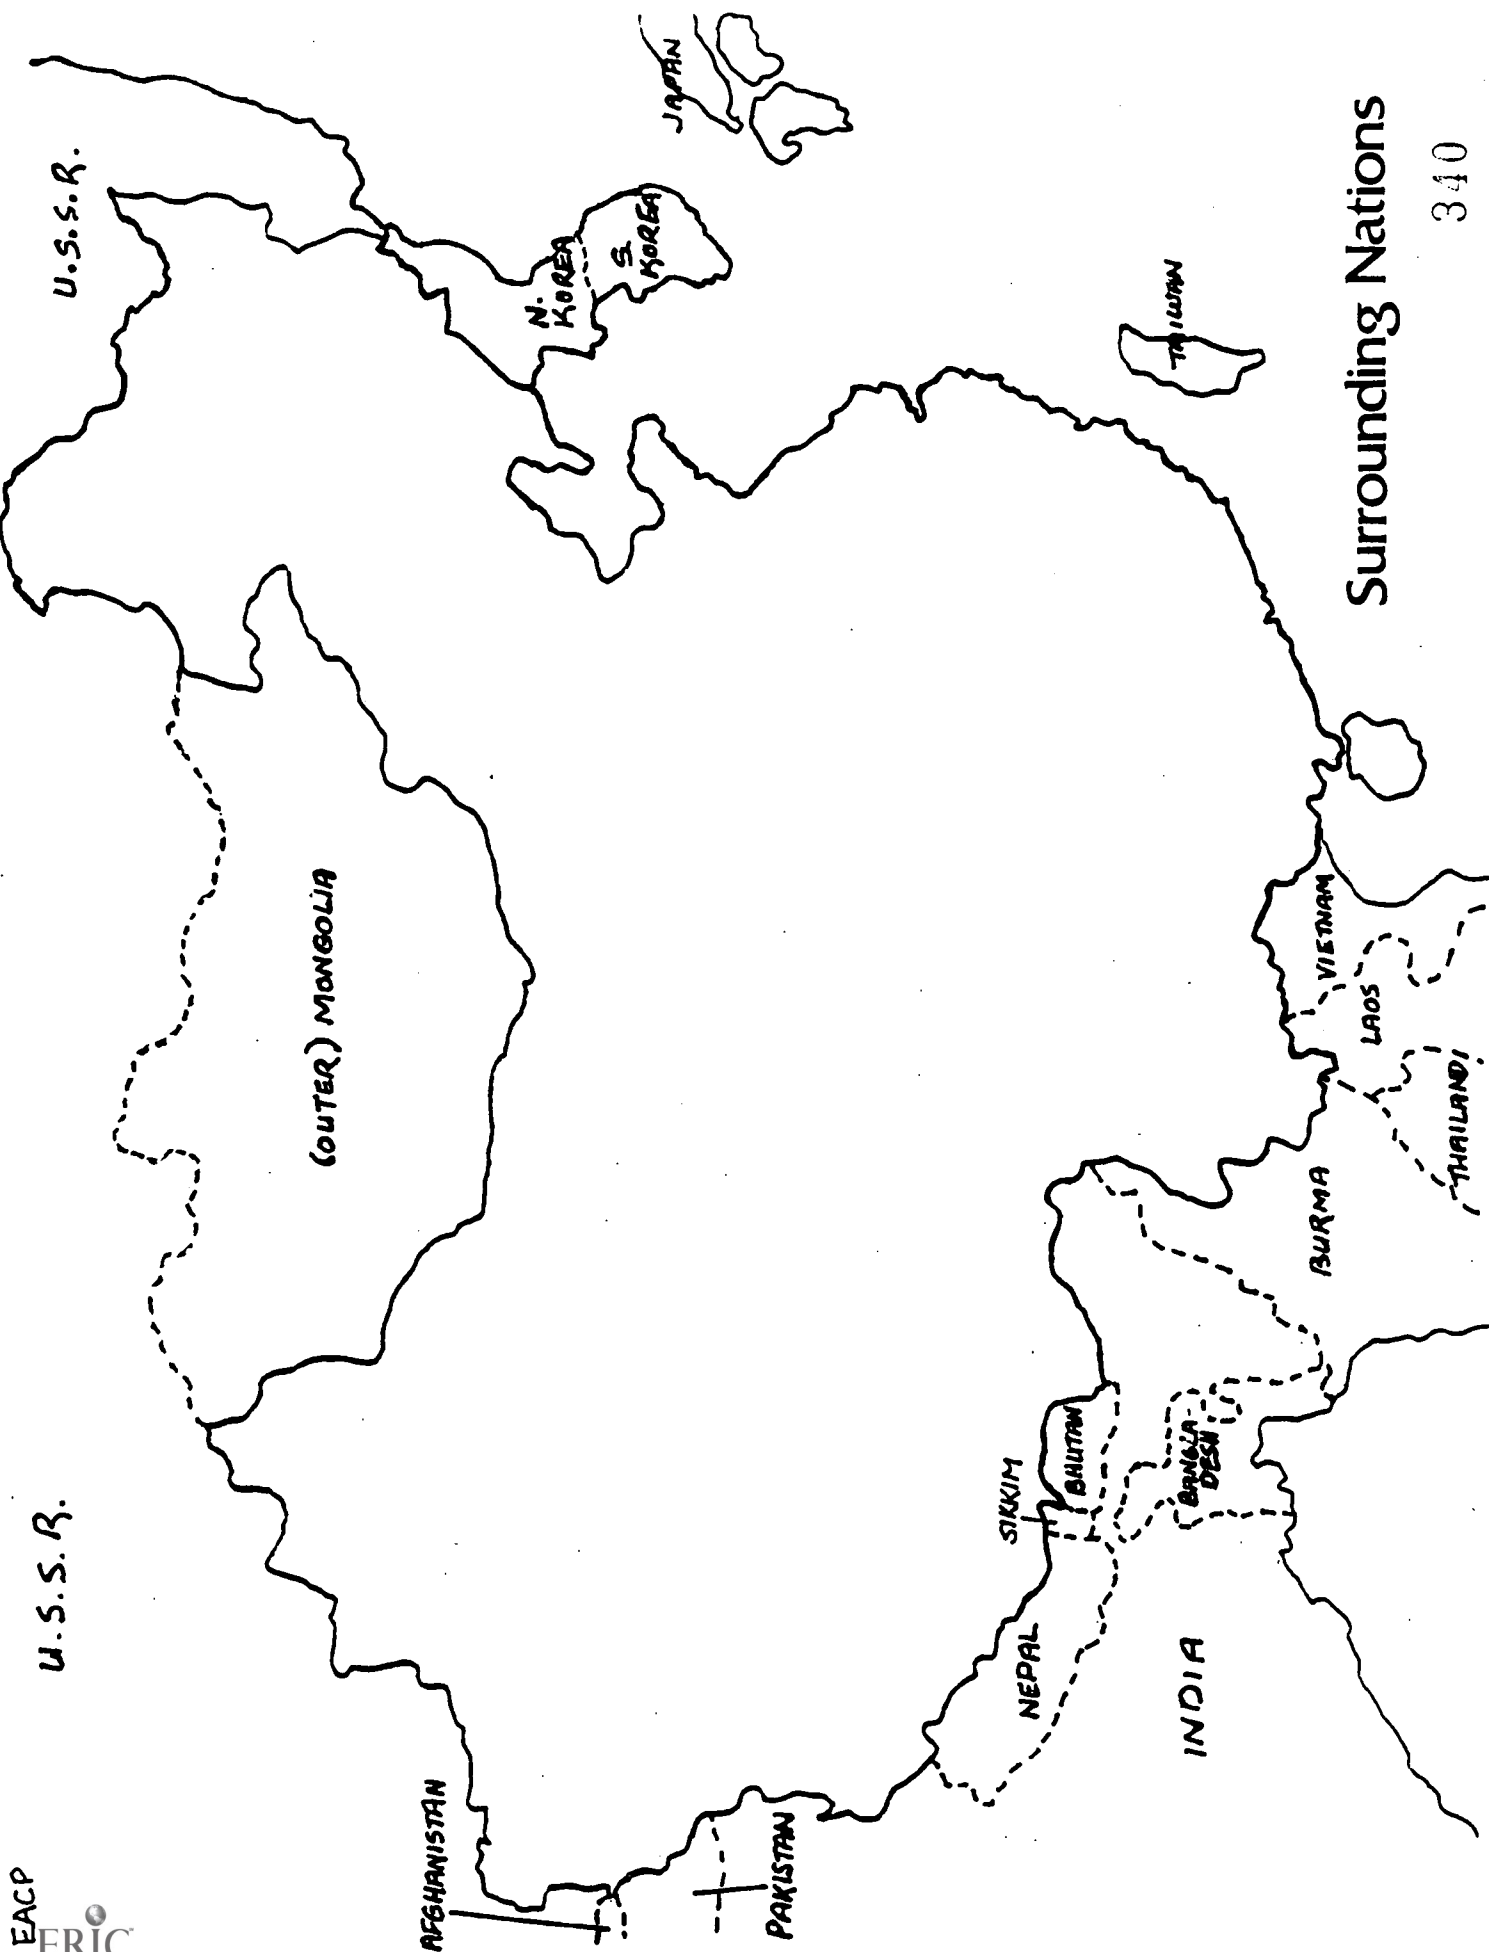 EACP
ERIC
U.S.S.R.
U.S.S.R.
(OUTER) MONGOLIA
AFGHANISTAN
PAKISTAN
N.
KOREA
S
KOREA
JAPAN
TAIWAN
NEPAL
SIKKIM
BHUTAN
BANGLA-
DESH
INDIA
BURMA
VIETNAM
LAOS
THAILAND
Surrounding Nations
340